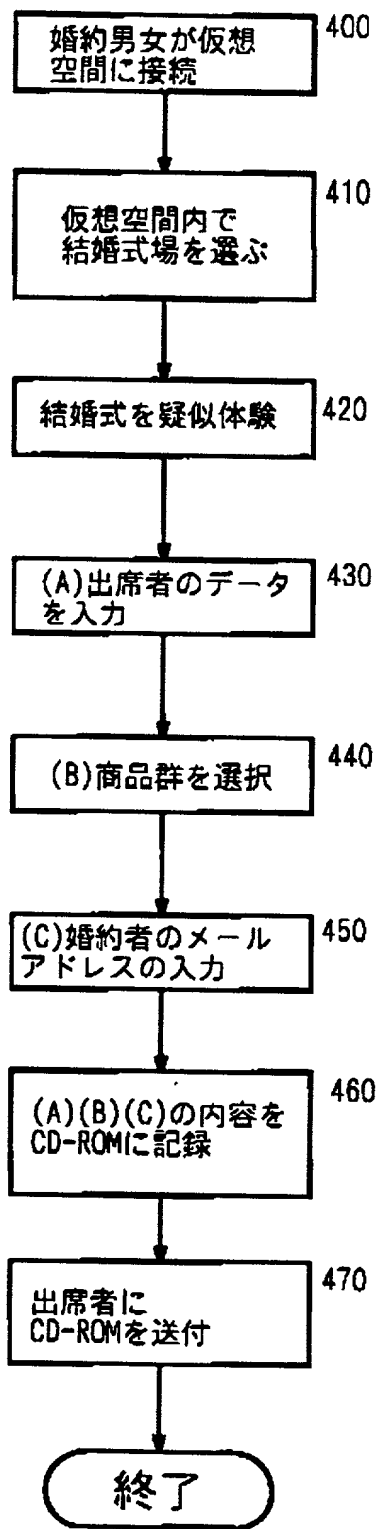 婚約男女が仮想
空間に接続
400
仮想空間内で
結婚式場を選ぶ
410
結婚式を疑似体験
420
(A)出席者のデータ
を入力
430
(B)商品群を選択
440
(C)婚約者のメール
アドレスの入力
450
(A)(B)(C)の内容を
CD-ROMに記録
460
出席者に
CD-ROMを送付
470
終了